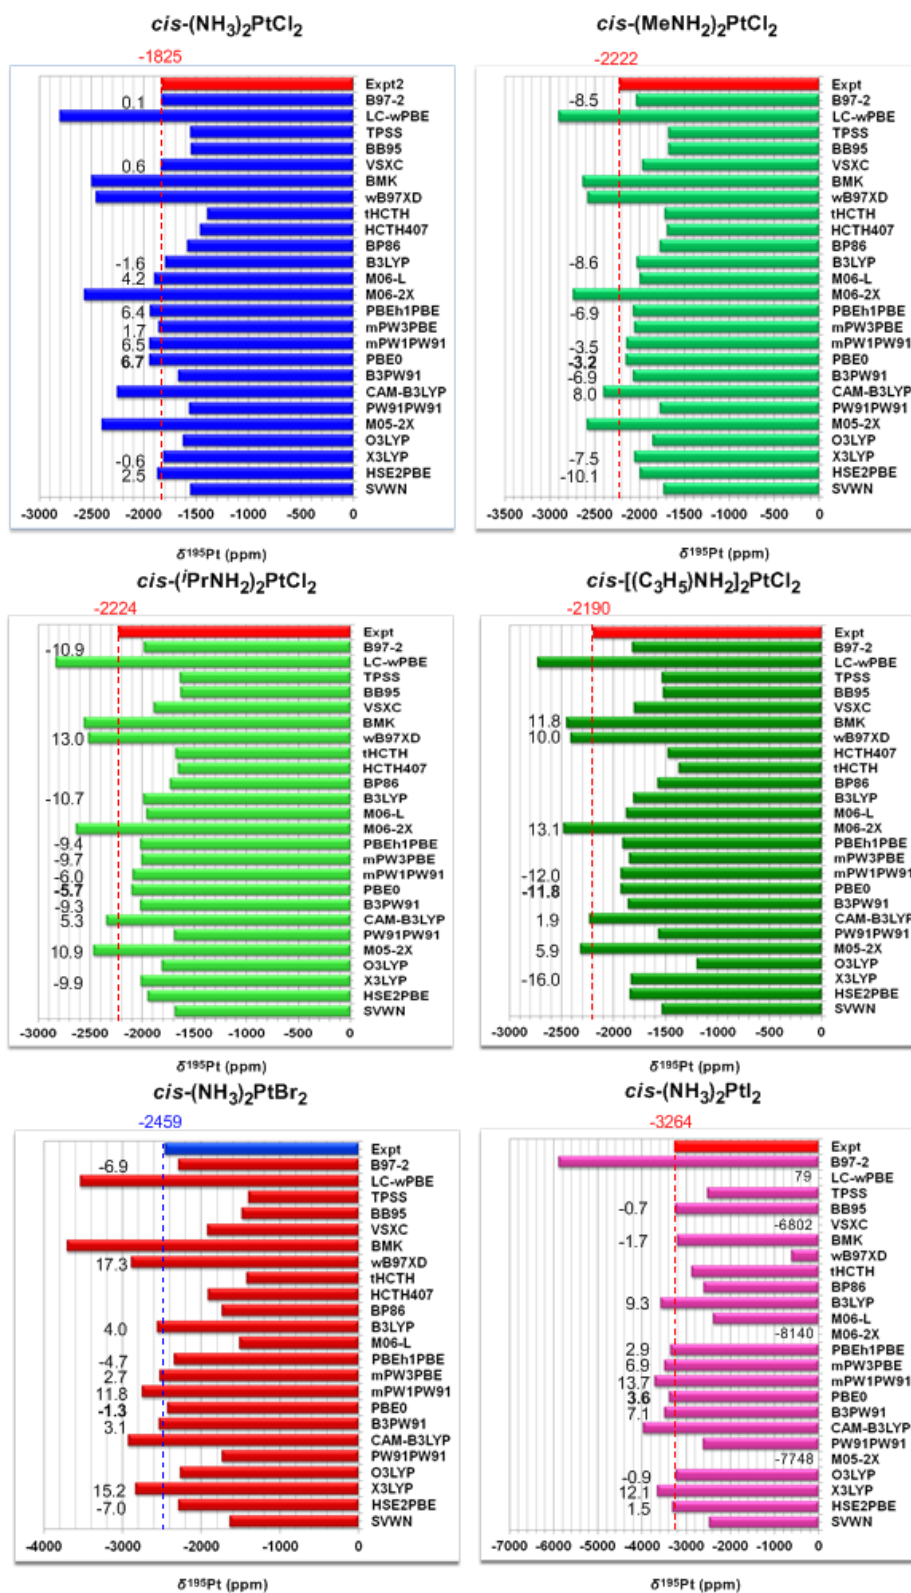 cis-(NH3)2PtCl2
-1825
Expt2
0.1 B97-2
LC-wPBE
TPSS
BB95
0.6 VSXC
BMK
wB97XD
tHCTH
HCTH407
BP86
-1.6 B3LYP
4.2 M06-L
M06-2X
6.4 PBEh1PBE
1.7 mPW3PBE
6.5 mPW1PW91
6.7 PBE0
B3PW91
CAM-B3LYP
PW91PW91
M05-2X
O3LYP
-0.6 X3LYP
2.5 HSE2PBE
SVWN
-3000 -2500 -2000 -1500 -1000 -500 0
δ195Pt (ppm)
cis-(MeNH2)2PtCl2
-2222
Expt
-8.5 B97-2
LC-wPBE
TPSS
BB95
VSXC
BMK
wB97XD
tHCTH
HCTH407
BP86
-8.6 B3LYP
M06-L
M06-2X
-6.9 PBEh1PBE
mPW3PBE
-3.5 mPW1PW91
-3.2 PBE0
-6.9 B3PW91
8.0 CAM-B3LYP
PW91PW91
M05-2X
O3LYP
-7.5 X3LYP
-10.1 HSE2PBE
SVWN
-3500 -3000 -2500 -2000 -1500 -1000 -500 0
δ195Pt (ppm)
cis-(iPrNH2)2PtCl2
-2224
Expt
-10.9 B97-2
LC-wPBE
TPSS
BB95
VSXC
BMK
13.0 wB97XD
tHCTH
HCTH407
BP86
-10.7 B3LYP
M06-L
M06-2X
-9.4 PBEh1PBE
-9.7 mPW3PBE
-6.0 mPW1PW91
-5.7 PBE0
-9.3 B3PW91
5.3 CAM-B3LYP
PW91PW91
10.9 M05-2X
O3LYP
-9.9 X3LYP
HSE2PBE
SVWN
-3000 -2500 -2000 -1500 -1000 -500 0
δ195Pt (ppm)
cis-[(C3H5)NH2]2PtCl2
-2190
Expt
B97-2
LC-wPBE
TPSS
BB95
VSXC
11.8 BMK
10.0 wB97XD
HCTH407
tHCTH
BP86
B3LYP
M06-L
13.1 M06-2X
PBEh1PBE
mPW3PBE
-12.0 mPW1PW91
-11.8 PBE0
B3PW91
1.9 CAM-B3LYP
PW91PW91
5.9 M05-2X
O3LYP
-16.0 X3LYP
HSE2PBE
SVWN
-3000 -2500 -2000 -1500 -1000 -500 0
δ195Pt (ppm)
cis-(NH3)2PtBr2
-2459
Expt
-6.9 B97-2
LC-wPBE
TPSS
BB95
VSXC
BMK
17.3 wB97XD
tHCTH
HCTH407
BP86
4.0 B3LYP
M06-L
-4.7 PBEh1PBE
2.7 mPW3PBE
11.8 mPW1PW91
-1.3 PBE0
3.1 B3PW91
CAM-B3LYP
PW91PW91
O3LYP
15.2 X3LYP
-7.0 HSE2PBE
SVWN
-4000 -3000 -2000 -1000 0
δ195Pt (ppm)
cis-(NH3)2PtI2
-3264
Expt
B97-2
79 LC-wPBE
TPSS
-0.7 BB95
-6802 VSXC
-1.7 BMK
wB97XD
tHCTH
BP86
9.3 B3LYP
M06-L
-8140 M06-2X
2.9 PBEh1PBE
6.9 mPW3PBE
13.7 mPW1PW91
3.6 PBE0
7.1 B3PW91
CAM-B3LYP
PW91PW91
-7748 M05-2X
-0.9 O3LYP
12.1 X3LYP
1.5 HSE2PBE
SVWN
-7000 -6000 -5000 -4000 -3000 -2000 -1000 0
δ195Pt (ppm)